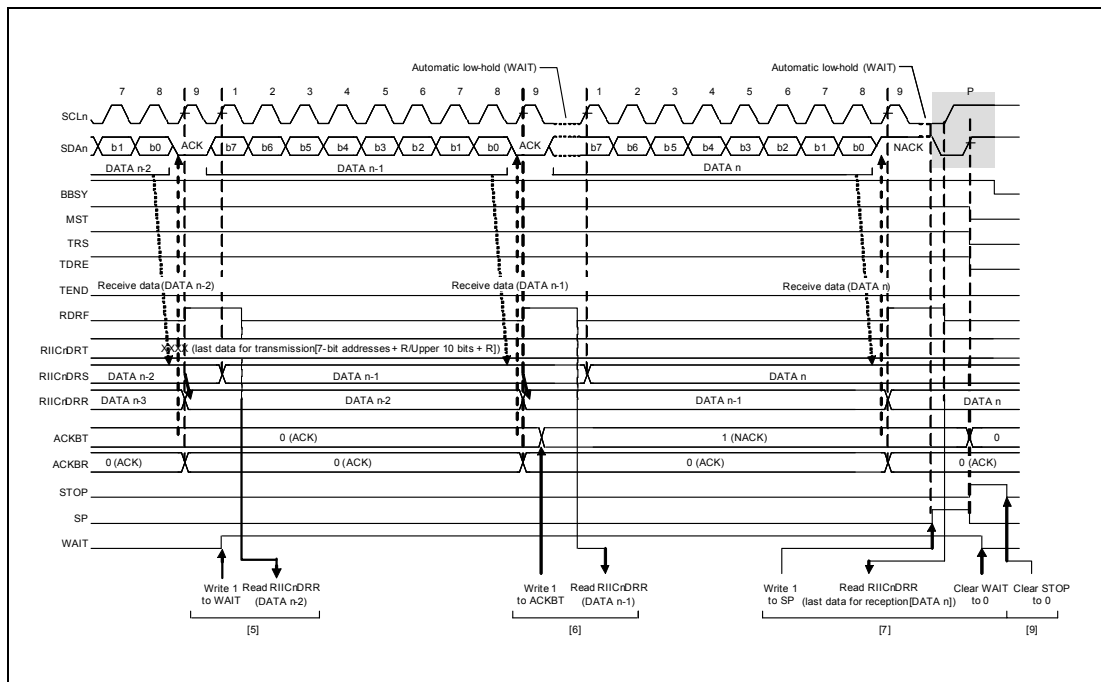 Automatic low-hold (WAIT) Automatic low-hold (WAIT)
7 8 9 1 2 3 4 5 6 7 8 9 1 2 3 4 5 6 7 8 9 P
SCLn
SDAn b1 b0 ACK b7 b6 b5 b4 b3 b2 b1 b0 ACK b7 b6 b5 b4 b3 b2 b1 b0 NACK
DATA n-2 DATA n-1 DATA n
BBSY
MST
TRS
TDRE
TEND Receive data (DATA n-2) Receive data (DATA n-1) Receive data (DATA n)
RDRF
RIICnDRT XXXX (last data for transmission[7-bit addresses + R/Upper 10 bits + R])
RIICnDRS DATA n-2 DATA n-1 DATA n
RIICnDRR DATA n-3 DATA n-2 DATA n-1 DATA n
ACKBT 0 (ACK) 1 (NACK) 0
ACKBR 0 (ACK) 0 (ACK) 0 (ACK) 0 (ACK)
STOP
SP
WAIT
Write 1 Read RIICnDRR Write 1 Read RIICnDRR Write 1 Read RIICnDRR Clear WAIT Clear STOP
to WAIT (DATA n-2) to ACKBT (DATA n-1) to SP (last data for reception[DATA n]) to 0 to 0
[5] [6] [7] [9]